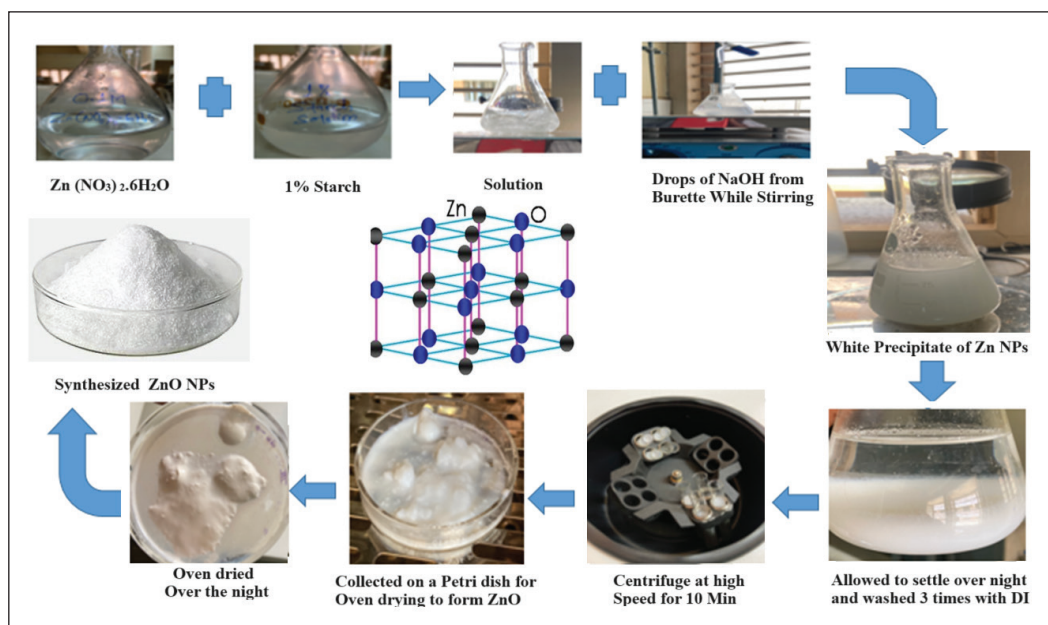 Zn (NO₃) ₂.6H₂O
1% Starch
Solution
Drops of NaOH from
Burette While Stirring
White Precipitate of Zn NPs
Zn
O
Synthesized ZnO NPs
Oven dried
Over the night
Collected on a Petri dish for
Oven drying to form ZnO
Centrifuge at high
Speed for 10 Min
Allowed to settle over night
and washed 3 times with DI